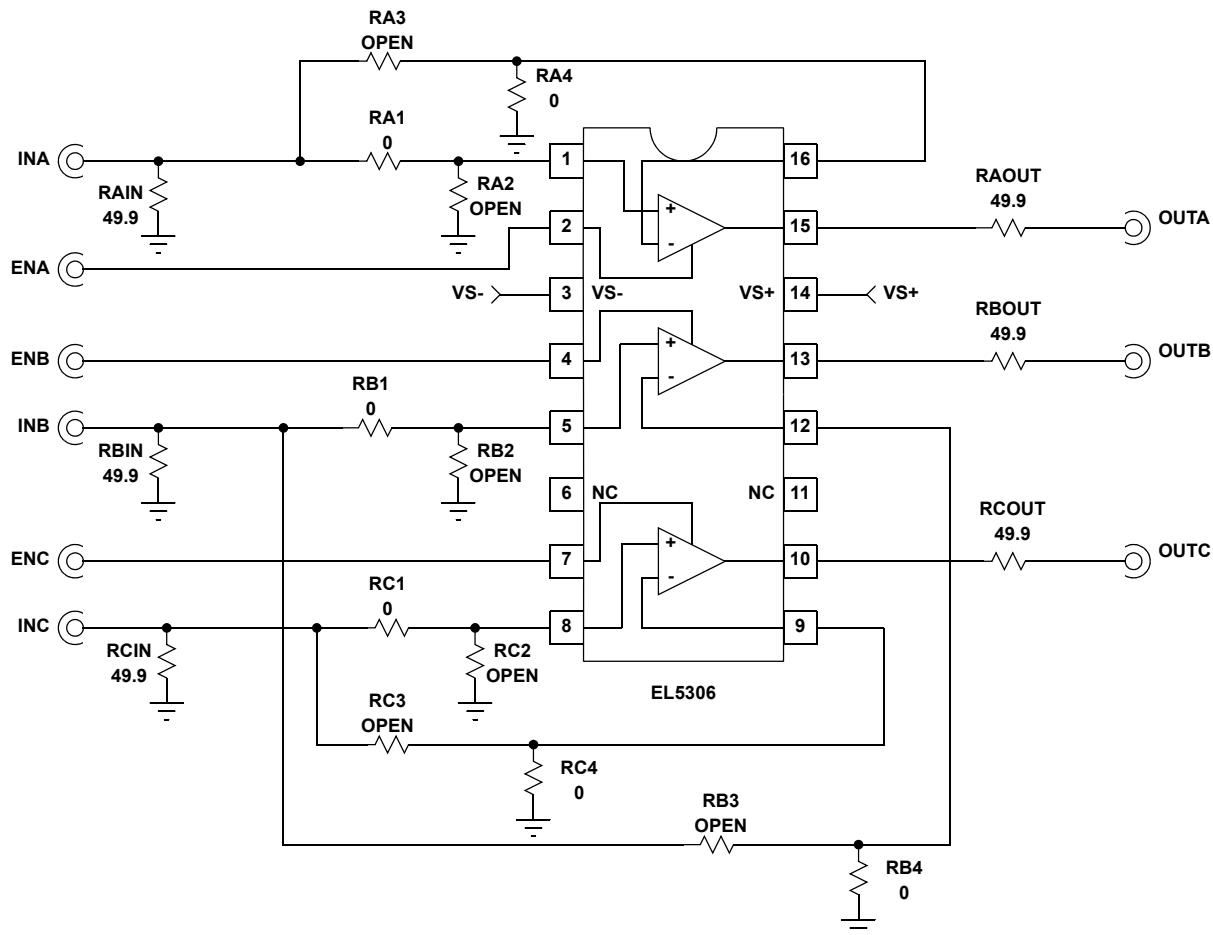 RA3
OPEN
RA4
0
RA1
0
INA
1
16
RAIN
49.9
RA2
OPEN
RAOUT
49.9
+
-
2
15
OUTA
ENA
VS-
3
VS-
VS+
14
VS+
RBOUT
49.9
ENB
4
+
-
13
OUTB
RB1
0
INB
5
12
RBIN
49.9
RB2
OPEN
6
NC
NC
11
RCOUT
49.9
ENC
7
+
-
10
OUTC
RC1
0
INC
8
9
RCIN
49.9
RC2
OPEN
EL5306
RC3
OPEN
RC4
0
RB3
OPEN
RB4
0